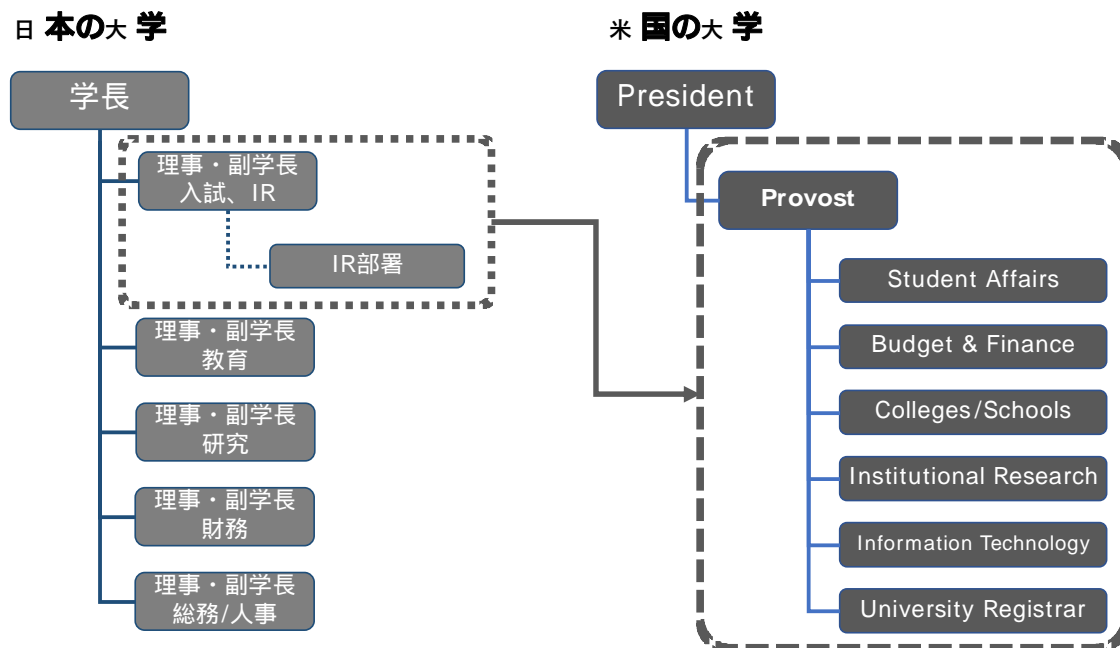 日本の大学
学長
理事・副学長
入試、IR
IR部署
理事・副学長
教育
理事・副学長
研究
理事・副学長
財務
理事・副学長
総務/人事
米国の大学
President
Provost
Student Affairs
Budget & Finance
Colleges/Schools
Institutional Research
Information Technology
University Registrar